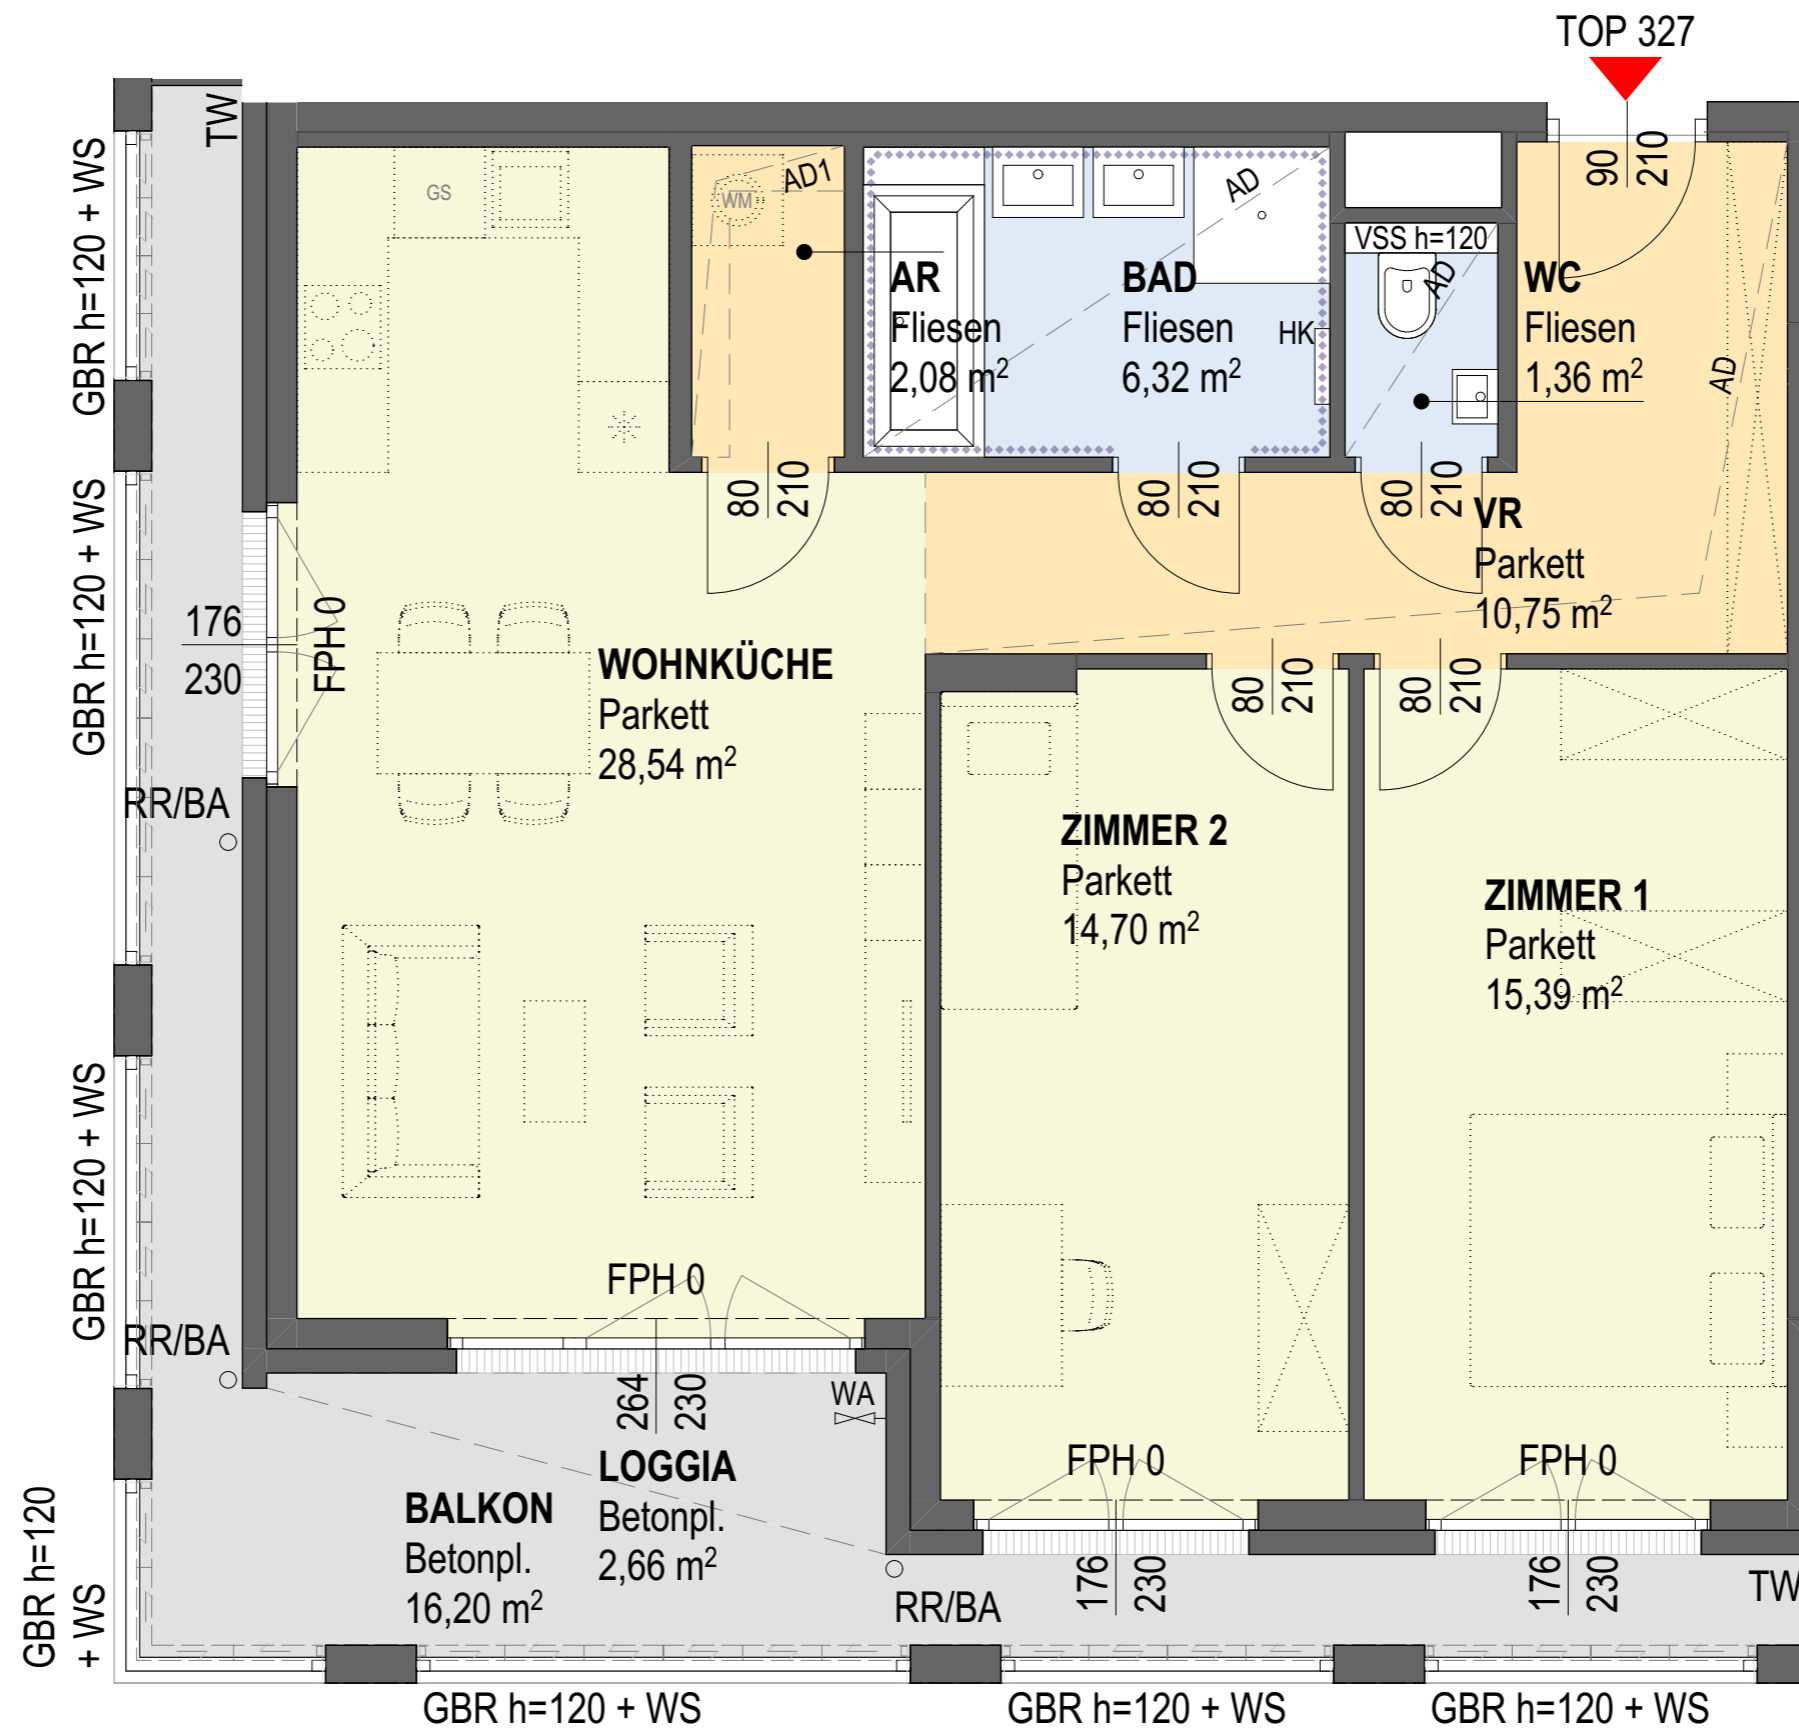 TOP 327
90
210
TW
GBR h=120 + WS
GS
WM
AD1
AD
VSS h=120
AD
AR
Fliesen
2,08 m²
BAD
Fliesen
6,32 m²
HK
WC
Fliesen
1,36 m²
AD
80
210
80
210
80
210
VR
Parkett
10,75 m²
GBR h=120 + WS
176
230
FPH 0
WOHNKÜCHE
Parkett
28,54 m²
80
210
80
210
RR/BA
ZIMMER 2
Parkett
14,70 m²
ZIMMER 1
Parkett
15,39 m²
GBR h=120 + WS
FPH 0
RR/BA
264
230
WA
LOGGIA
Betonpl.
2,66 m²
BALKON
Betonpl.
16,20 m²
FPH 0
FPH 0
176
230
176
230
RR/BA
TW
GBR h=120
+ WS
GBR h=120 + WS
GBR h=120 + WS
GBR h=120 + WS